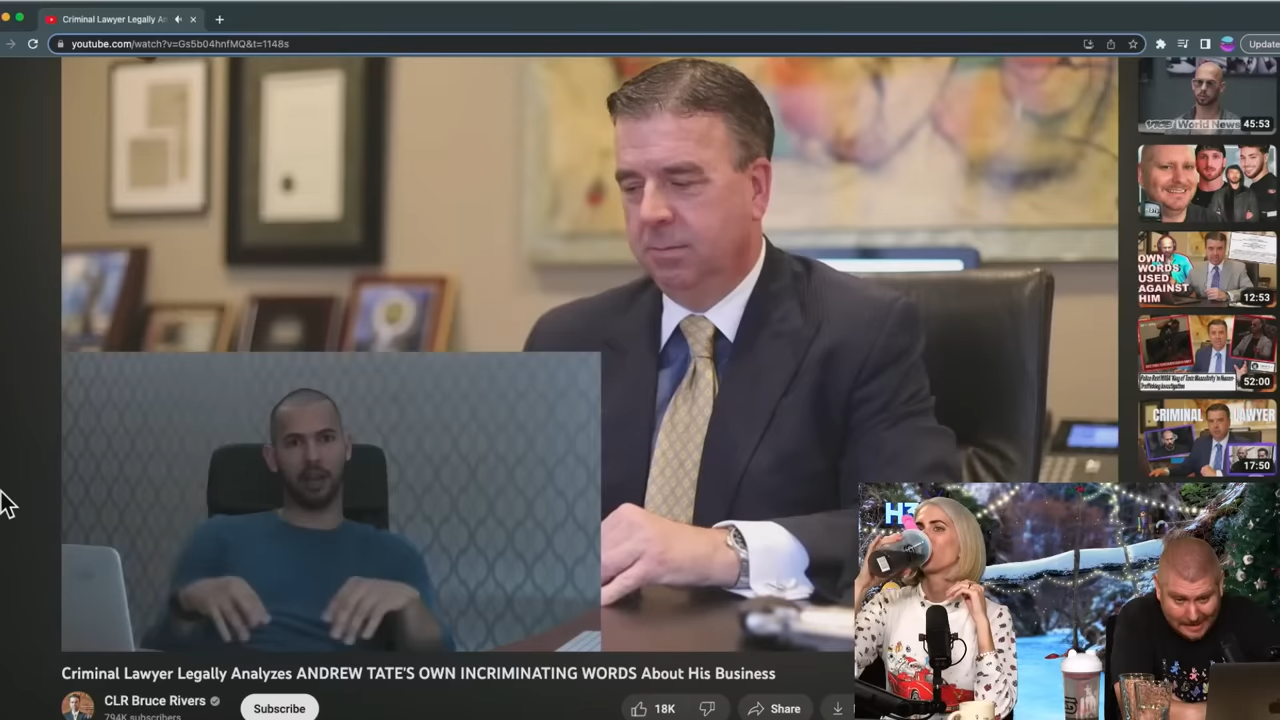 Criminal Lawyer Legally An
youtube.com/watch?v=Gs5b04hnfMQ&t=1148s
Update
VICE World News
45:53
OWN
WORDS
USED
AGAINST
HIM
12:53
52:00
CRIMINAL LAWYER
17:50
H3
Criminal Lawyer Legally Analyzes ANDREW TATE'S OWN INCRIMINATING WORDS About His Business
CLR Bruce Rivers
794K subscribers
Subscribe
18K
Share